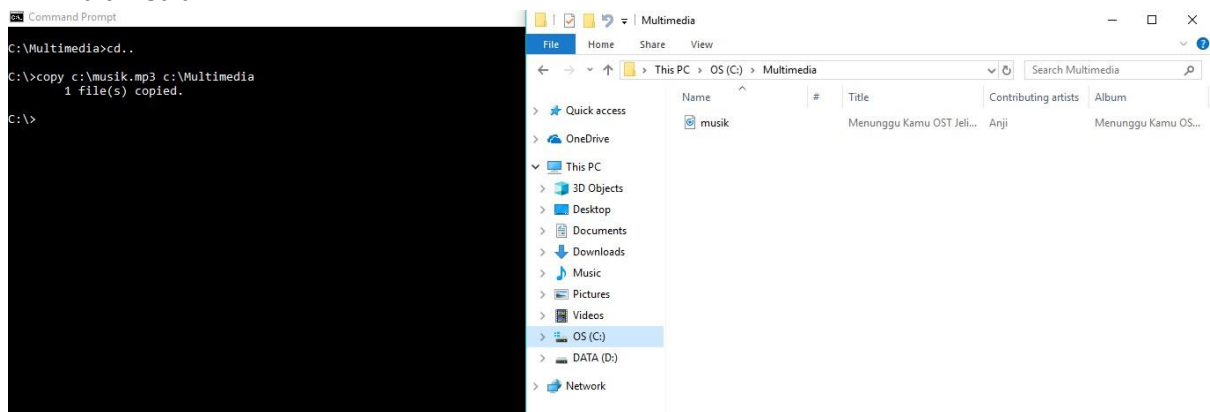 Command Prompt
C:\Multimedia>cd..
C:\>copy c:\musik.mp3 c:\Multimedia
1 file(s) copied.
C:\>
Multimedia
File Home Share View
This PC > OS (C:) > Multimedia
Search Multimedia
Name # Title Contributing artists Album
musik Menunggu Kamu OST Jeli... Anji Menunggu Kamu OS...
Quick access
OneDrive
This PC
3D Objects
Desktop
Documents
Downloads
Music
Pictures
Videos
OS (C:)
DATA (D:)
Network